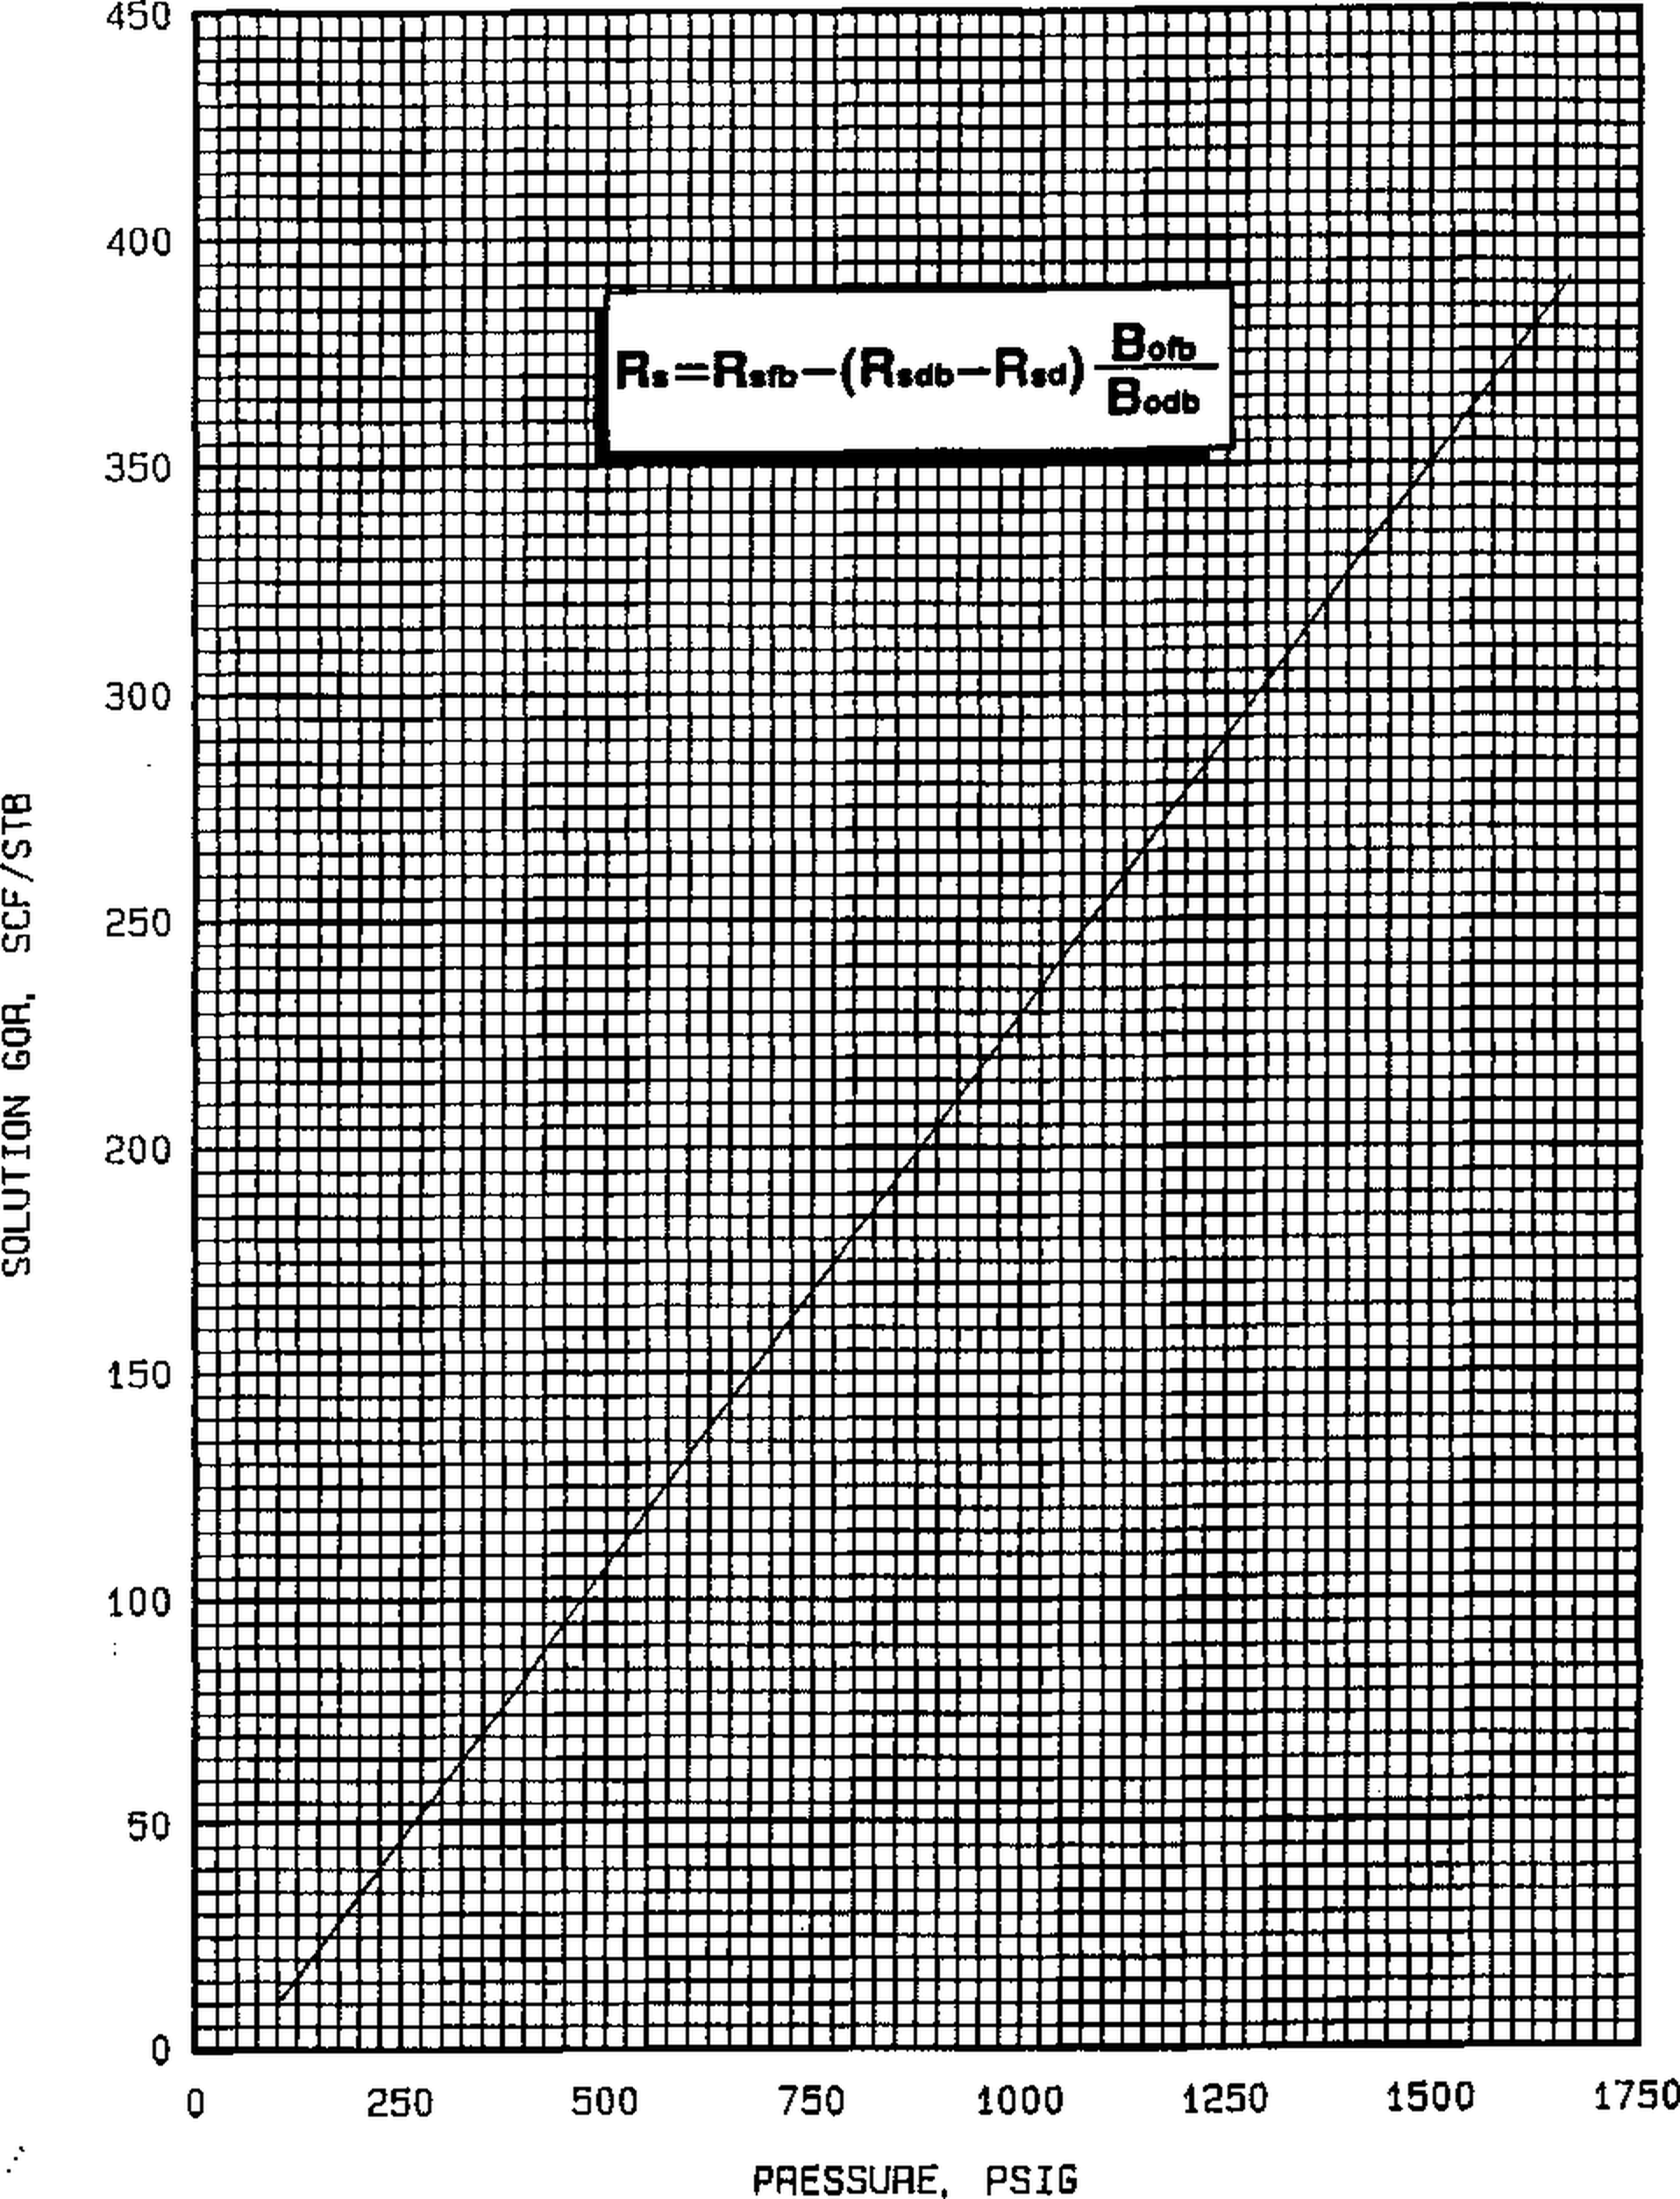 450
400
350
300
250
200
150
100
50
0
SOLUTION GOR, SCF/STB
Rs=Rsfb-(Rsdb-Rsd) Bofb/Bodb
0 250 500 750 1000 1250 1500 1750
PRESSURE, PSIG